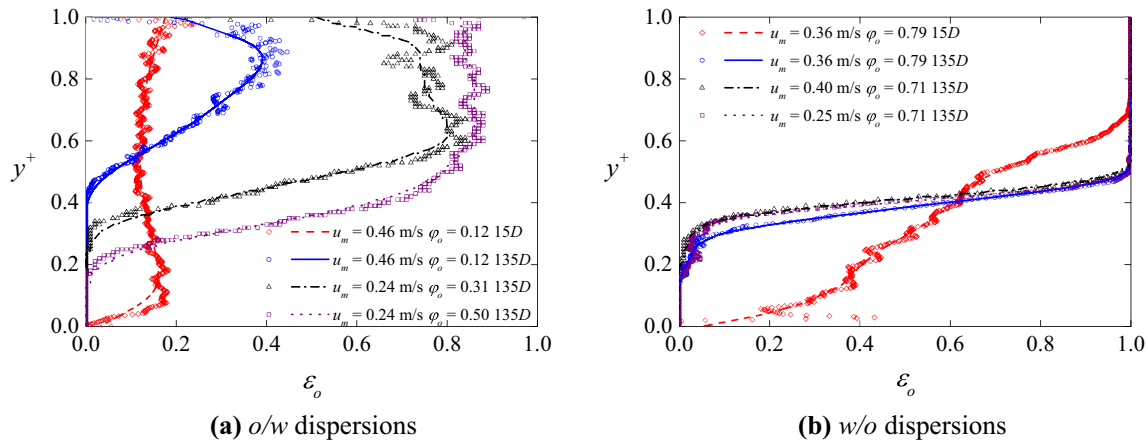 1.0
0.8
0.6
0.4
0.2
0.0
y⁺
u_m = 0.46 m/s φ_o = 0.12 15D
u_m = 0.46 m/s φ_o = 0.12 135D
u_m = 0.24 m/s φ_o = 0.31 135D
u_m = 0.24 m/s φ_o = 0.50 135D
0.0 0.2 0.4 0.6 0.8 1.0
ε_o
(a) o/w dispersions
1.0
0.8
0.6
0.4
0.2
0.0
y⁺
u_m = 0.36 m/s φ_o = 0.79 15D
u_m = 0.36 m/s φ_o = 0.79 135D
u_m = 0.40 m/s φ_o = 0.71 135D
u_m = 0.25 m/s φ_o = 0.71 135D
0.0 0.2 0.4 0.6 0.8 1.0
ε_o
(b) w/o dispersions